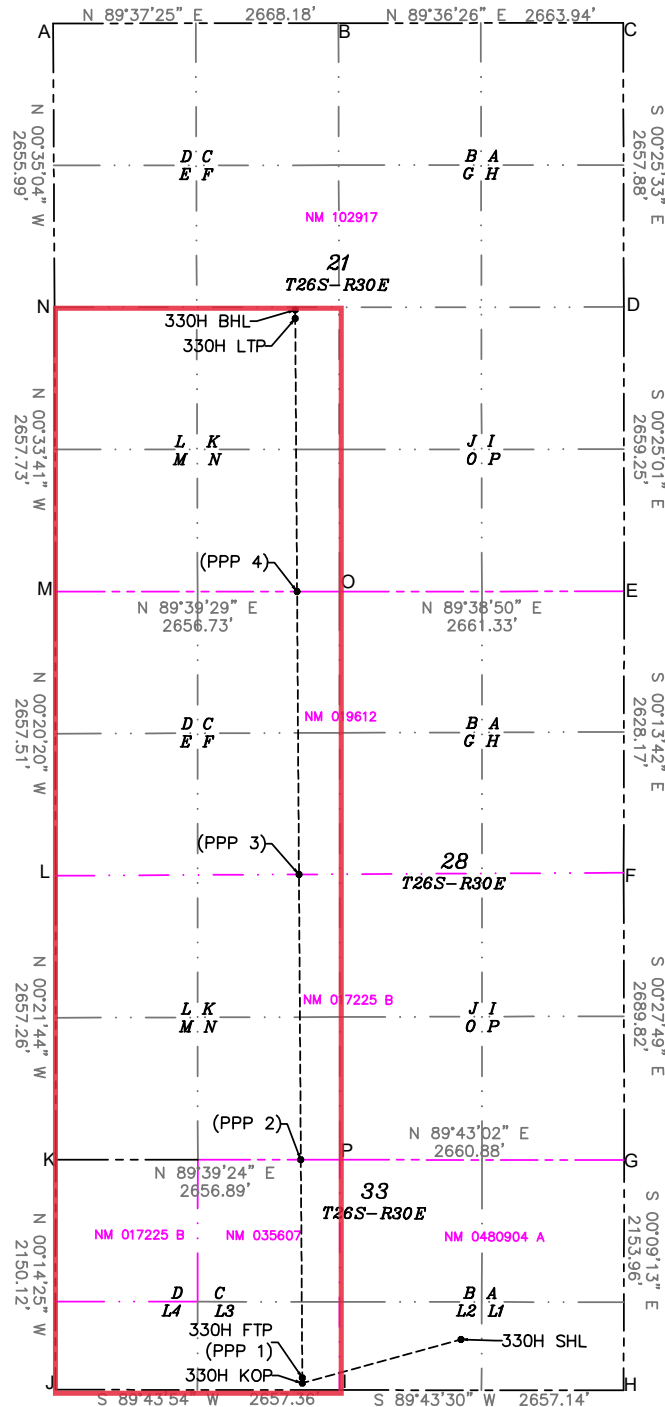 A
N 89°37'25" E 2668.18'
B
N 89°36'26" E 2663.94'
C
N 00°35'04" W
2655.99'
D C
E F
B A
G H
S 00°25'33" E
2657.88'
NM 102917
21
T26S-R30E
N
D
330H BHL
330H LTP
N 00°33'41" W
2657.73'
L K
M N
J I
O P
S 00°25'01" E
2659.25'
(PPP 4)
M
O
E
N 89°39'29" E
2656.73'
N 89°38'50" E
2661.33'
N 00°20'20" W
2657.51'
NM 019612
D C
E F
B A
G H
S 00°13'42" E
2628.17'
(PPP 3)
L
28
T26S-R30E
F
N 00°21'44" W
2657.26'
NM 017225 B
L K
M N
J I
O P
S 00°27'49" E
2689.82'
(PPP 2)
N 89°43'02" E
2660.88'
K
P
G
N 89°39'24" E
2656.89'
33
T26S-R30E
N 00°14'25" W
2150.12'
NM 017225 B
NM 035607
NM 0480904 A
S 00°09'13" E
2153.96'
D C
L4 L3
B A
L2 L1
330H FTP
(PPP 1)
330H KOP
330H SHL
J
I
H
S 89°43'54" W 2657.36'
S 89°43'30" W 2657.14'